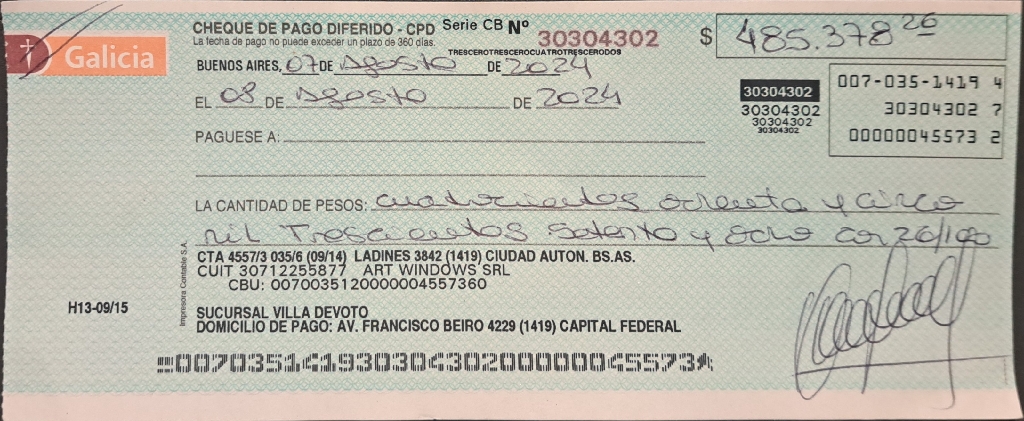 Galicia
CHEQUE DE PAGO DIFERIDO - CPD Serie CB Nº 30304302 $ 485.378 26
La fecha de pago no puede exceder un plazo de 360 días.
TRESCEROTRESCEROCUATROTRESCERODOS
BUENOS AIRES, 07 DE Agosto DE 2024
EL 08 DE Agosto DE 2024
PAGUESE A:
30304302
30304302
30304302
30304302
007-035-1419 4
30304302 7
00000045573 2
LA CANTIDAD DE PESOS: cuatrocientos ochenta y cinco
mil Trescientos Setenta y ocho con 26/100
CTA 4557/3 035/6 (09/14) LADINES 3842 (1419) CIUDAD AUTON. BS.AS.
CUIT 30712255877 ART WINDOWS SRL
CBU: 0070035120000004557360
H13-09/15
Impresora Contable S.A.
SUCURSAL VILLA DEVOTO
DOMICILIO DE PAGO: AV. FRANCISCO BEIRO 4229 (1419) CAPITAL FEDERAL
00703514193030430200000045573